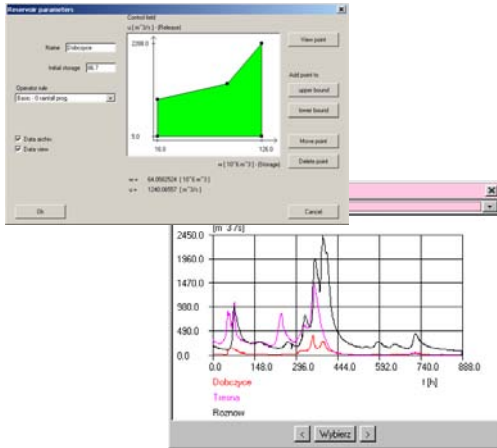 Reservoir parameters
Control field
u [m^3/s] - (Release)
2200.0
5.0
16.0
126.0
w [10^6 m^3] - (Storage)
Name Dobczyce
Initial storage 86.7
Operator rule
Basic - 0 rainfall prog.
Data archiv.
Data view
View point
Add point to
upper bound
lower bound
Move point
Delete point
w = 64.0562524 [10^6 m^3]
u = 1240.06557 [m^3/s]
Ok
Cancel
[m^3/s]
2450.0
1960.0
1470.0
980.0
490.0
0.0
0.0 148.0 296.0 444.0 592.0 740.0 888.0
t [h]
Dobczyce
Tresna
Roznow
< Wybierz >